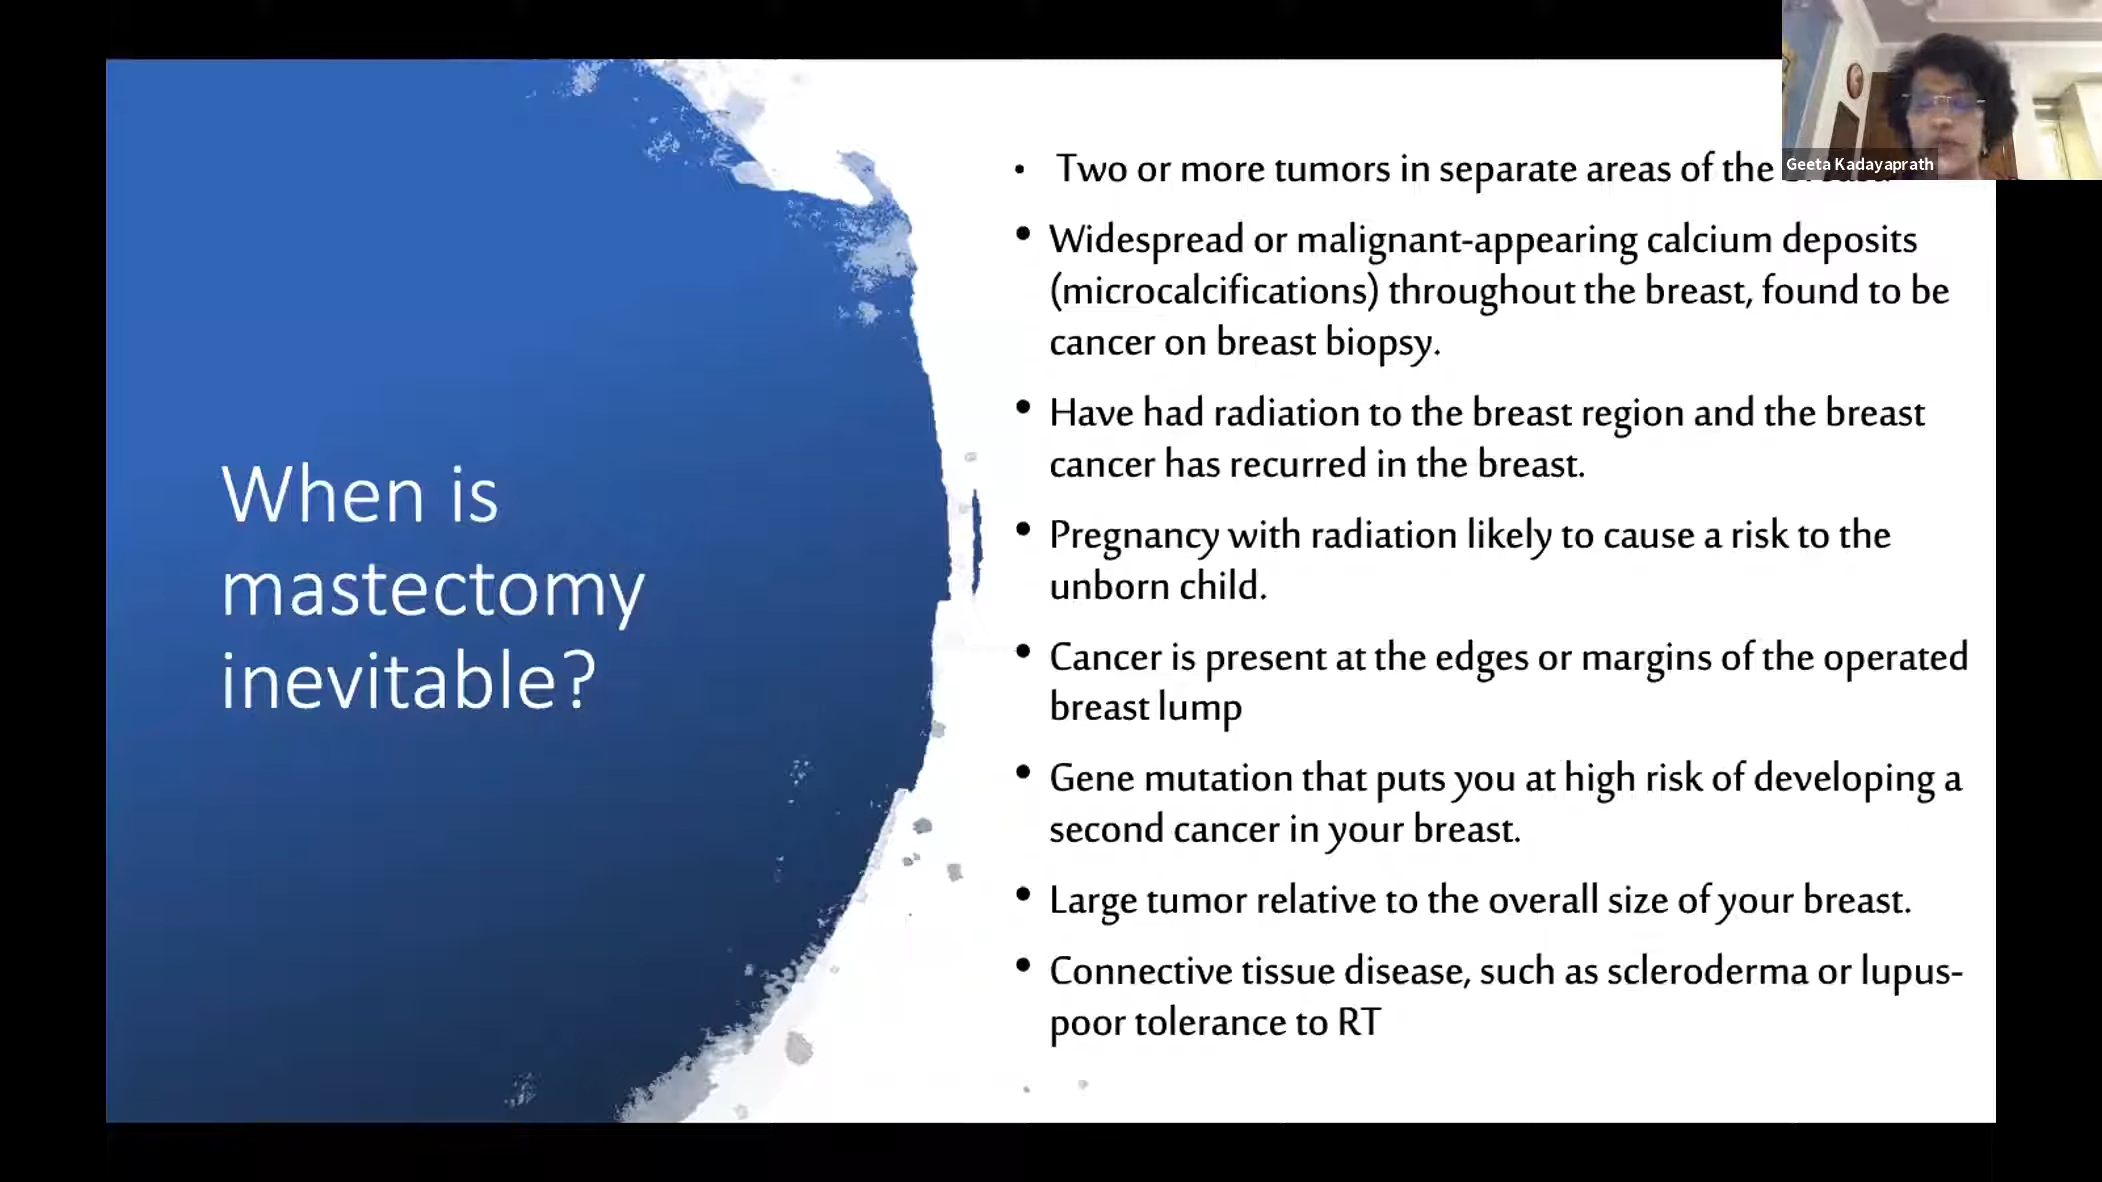 Geeta Kadayaprath
When is
mastectomy
inevitable?
• Two or more tumors in separate areas of the
• Widespread or malignant-appearing calcium deposits
(microcalcifications) throughout the breast, found to be
cancer on breast biopsy.
• Have had radiation to the breast region and the breast
cancer has recurred in the breast.
• Pregnancy with radiation likely to cause a risk to the
unborn child.
• Cancer is present at the edges or margins of the operated
breast lump
• Gene mutation that puts you at high risk of developing a
second cancer in your breast.
• Large tumor relative to the overall size of your breast.
• Connective tissue disease, such as scleroderma or lupus-
poor tolerance to RT